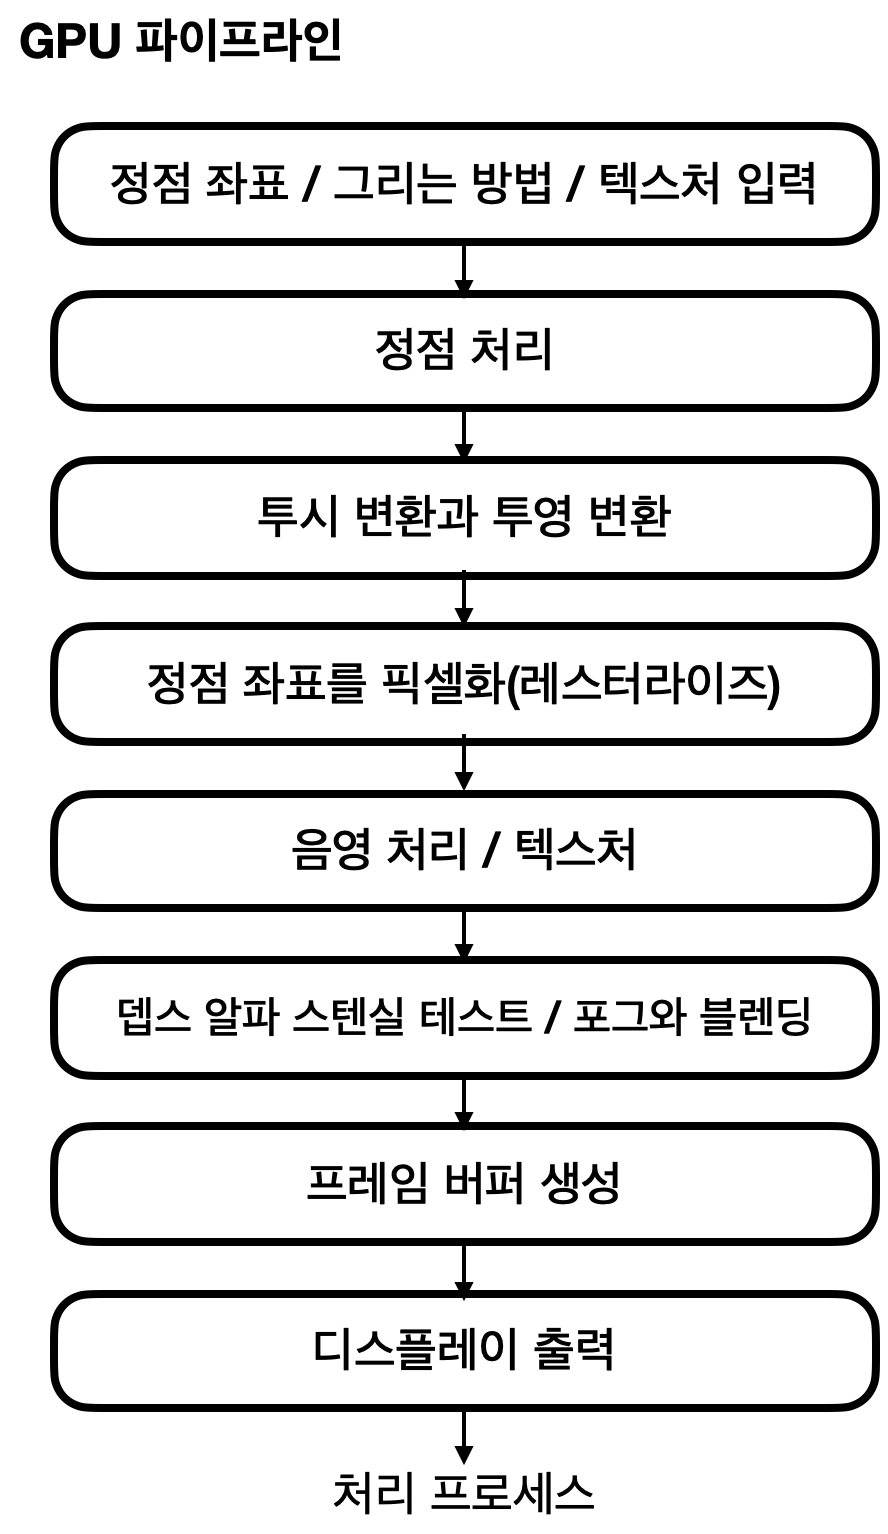 GPU 파이프라인
정점 좌표 / 그리는 방법 / 텍스처 입력
정점 처리
투시 변환과 투영 변환
정점 좌표를 픽셀화(레스터라이즈)
음영 처리 / 텍스처
뎁스 알파 스텐실 테스트 / 포그와 블렌딩
프레임 버퍼 생성
디스플레이 출력
처리 프로세스